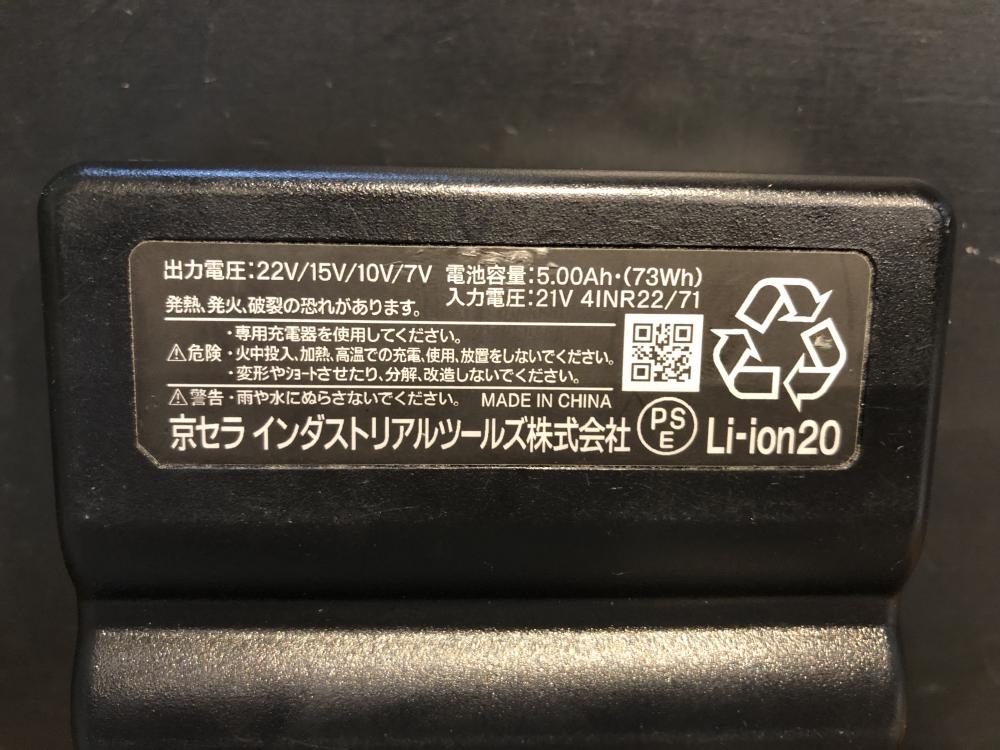 出力電圧:22V/15V/10V/7V 電池容量:5.00Ah・(73Wh)
入力電圧:21V 4INR22/71
発熱、発火、破裂の恐れがあります。
・専用充電器を使用してください。
⚠危険・火中投入、加熱、高温での充電、使用、放置をしないでください。
・変形やショートさせたり、分解、改造しないでください。
⚠警告・雨や水にぬらさないでください。 MADE IN CHINA
京セラ インダストリアルツールズ株式会社 PSE Li-ion20